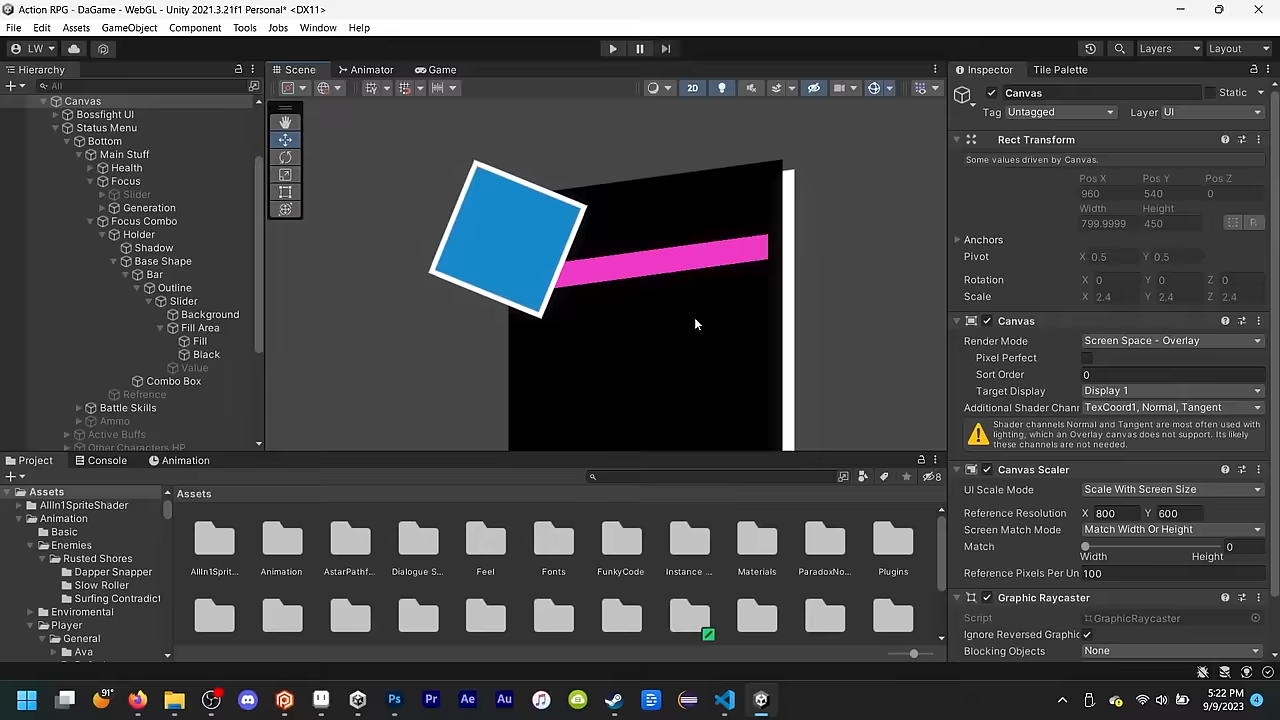 Action RPG - DaGame - WebGL - Unity 2021.3.21f1 Personal* <DX11>
File Edit Assets GameObject Component Tools Jobs Window Help
LW Layers Layout
Hierarchy
All
Canvas
Bossfight UI
Status Menu
Bottom
Main Stuff
Health
Focus
Slider
Generation
Focus Combo
Holder
Shadow
Base Shape
Bar
Outline
Slider
Background
Fill Area
Fill
Black
Value
Combo Box
Refrence
Battle Skills
Ammo
Active Buffs
Other Characters HP
Scene Animator Game
2D
Inspector Tile Palette
Canvas Static
Tag Untagged Layer UI
Rect Transform
Some values driven by Canvas.
Pos X Pos Y Pos Z
960 540 0
Width Height
799.9999 450 R
Anchors
Pivot X 0.5 Y 0.5
Rotation X 0 Y 0 Z 0
Scale X 2.4 Y 2.4 Z 2.4
Canvas
Render Mode Screen Space - Overlay
Pixel Perfect
Sort Order 0
Target Display Display 1
Additional Shader Chanr TexCoord1, Normal, Tangent
Shader channels Normal and Tangent are most often used with
lighting, which an Overlay canvas does not support. Its likely
these channels are not needed.
Canvas Scaler
UI Scale Mode Scale With Screen Size
Reference Resolution X 800 Y 600
Screen Match Mode Match Width Or Height
Match 0
Width Height
Reference Pixels Per Un 100
Graphic Raycaster
Script GraphicRaycaster
Ignore Reversed Graphic
Blocking Objects None
Project Console Animation
8
Assets
AllIn1SpriteShader
Animation
Basic
Enemies
Rusted Shores
Dapper Snapper
Slow Roller
Surfing Contradict
Enviromental
Player
General
Ava
Assets
AllIn1Sprit... Animation AstarPathf... Dialogue S... Feel Fonts FunkyCode Instance ... Materials ParadoxNo... Plugins
91°
Ps Pr Ae Au
5:22 PM
9/9/2023
4